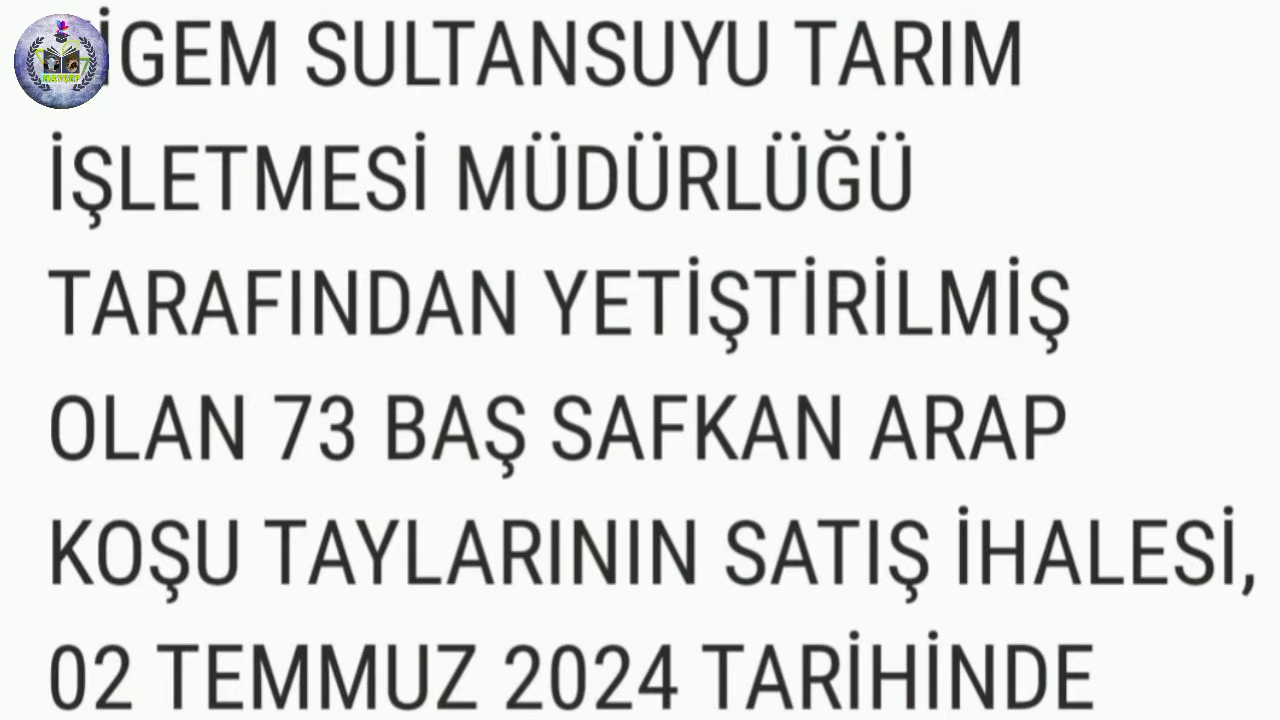 İGEM SULTANSUYU TARIM
İŞLETMESİ MÜDÜRLÜĞÜ
TARAFINDAN YETİŞTİRİLMİŞ
OLAN 73 BAŞ SAFKAN ARAP
KOŞU TAYLARININ SATIŞ İHALESİ,
02 TEMMUZ 2024 TARİHİNDE